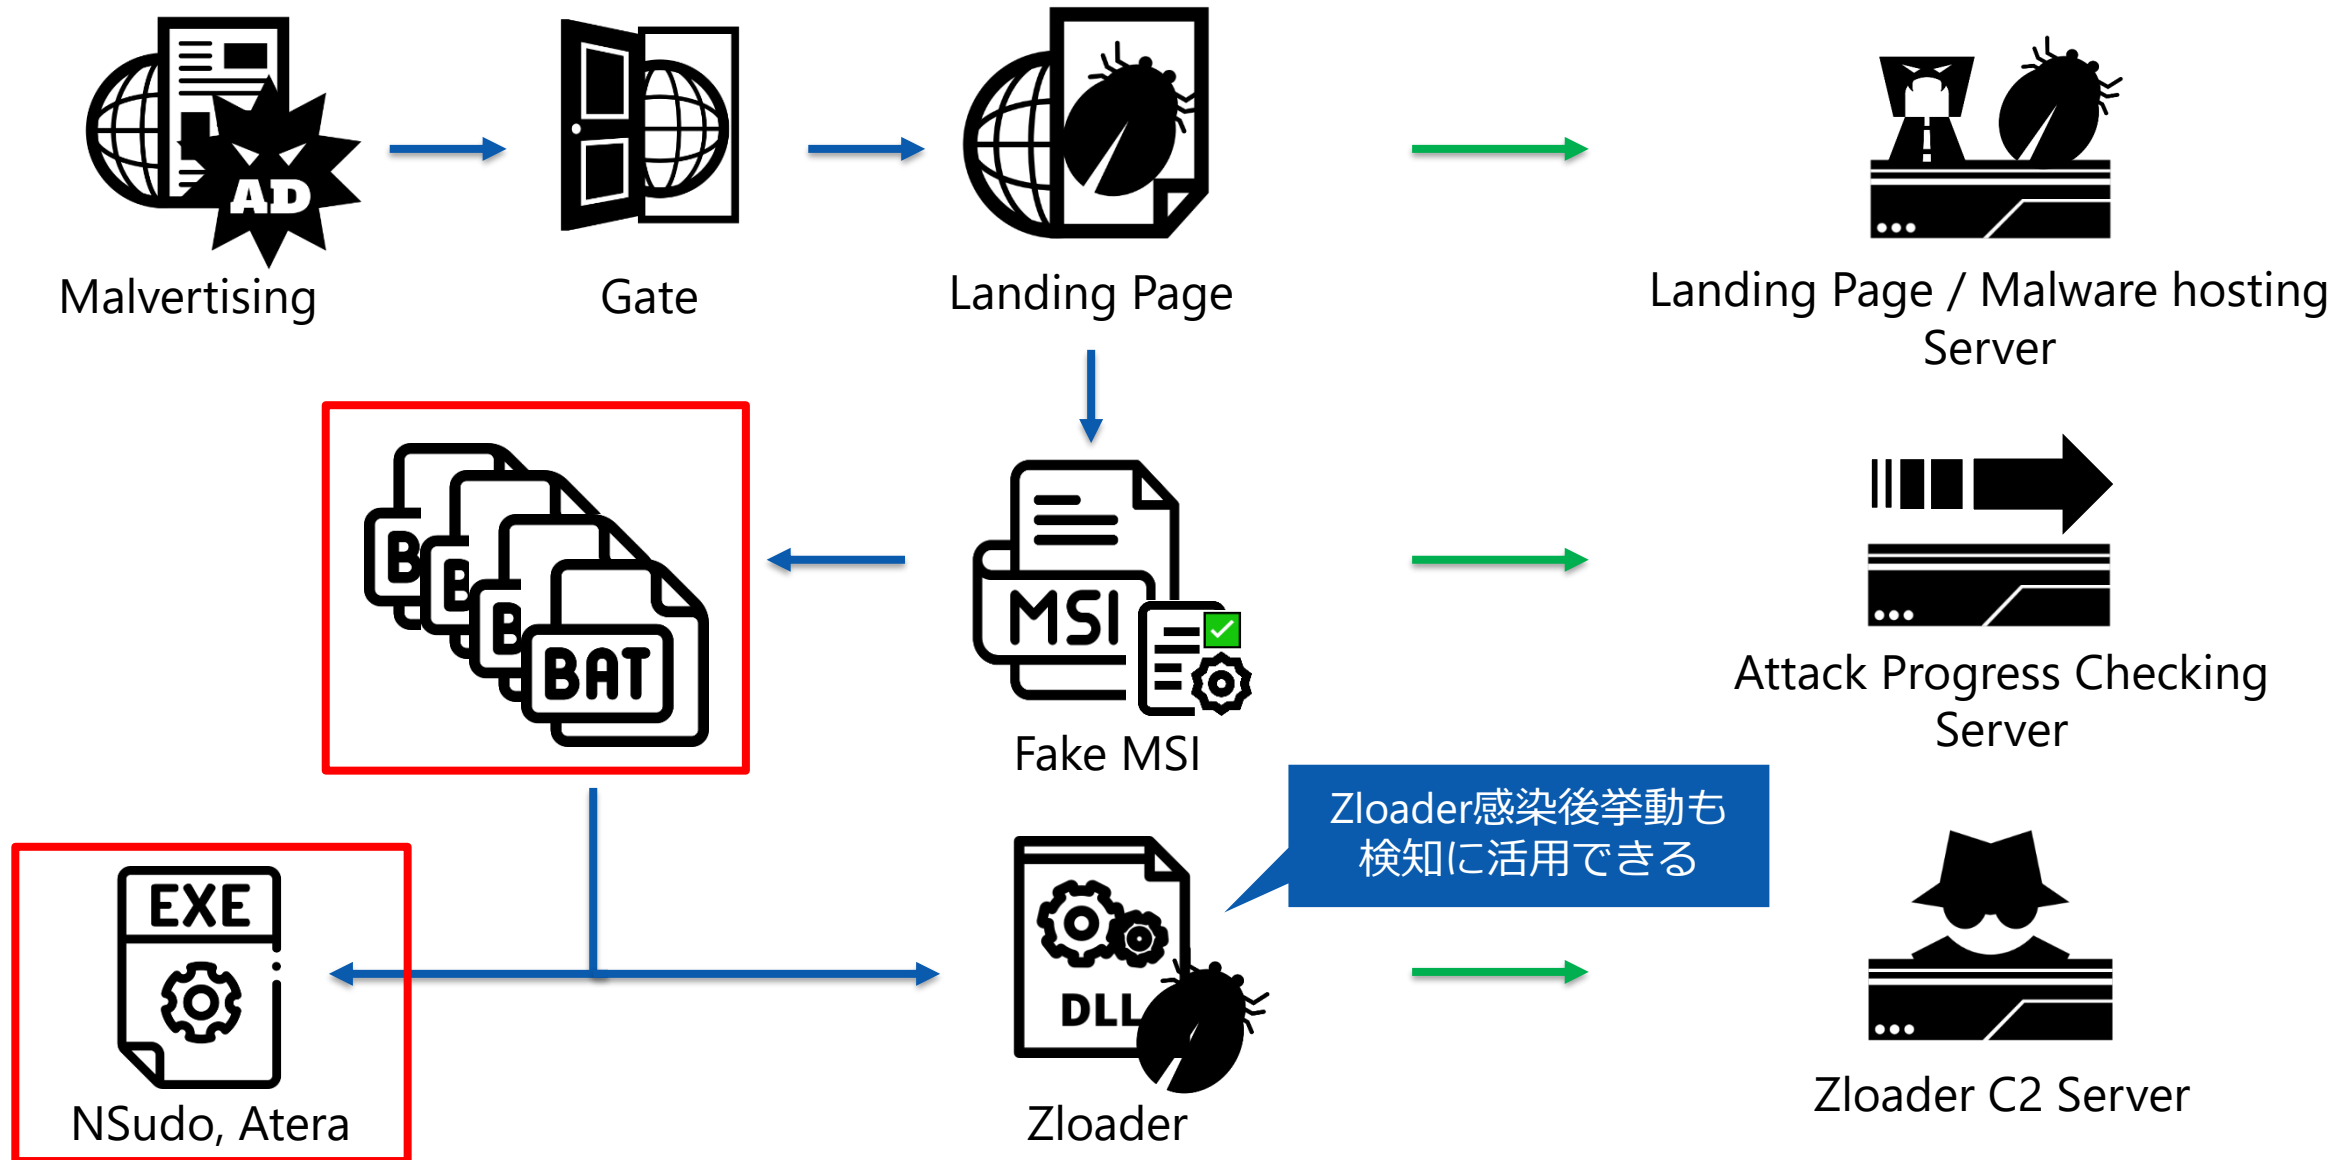 AD
Malvertising
Gate
Landing Page
Landing Page / Malware hosting
Server
B
B
B
BAT
MSI
Fake MSI
Attack Progress Checking
Server
Zloader感染後挙動も
検知に活用できる
EXE
NSudo, Atera
DLL
Zloader
Zloader C2 Server